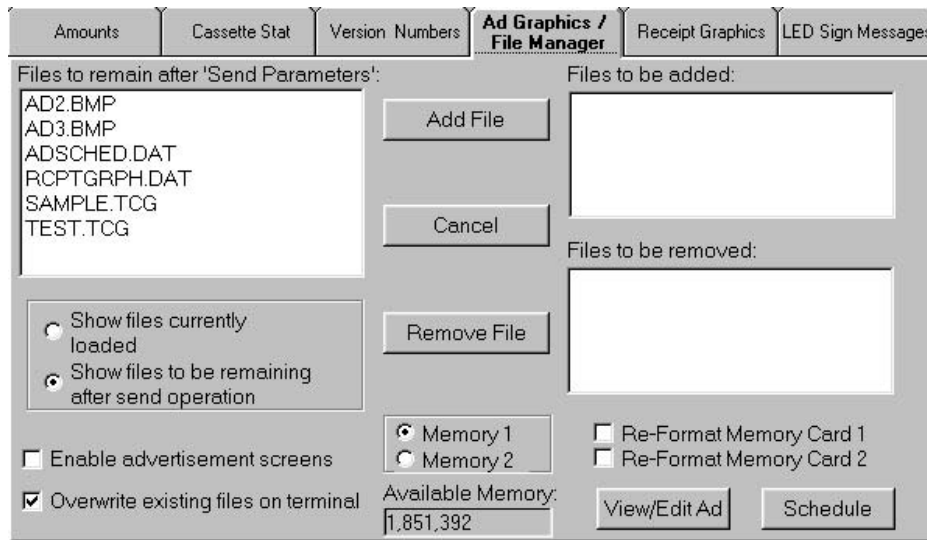 Amounts
Cassette Stat
Version Numbers
Ad Graphics /
File Manager
Receipt Graphics
LED Sign Messages
Files to remain after 'Send Parameters':
AD2.BMP
AD3.BMP
ADSCHED.DAT
RCPTGRPH.DAT
SAMPLE.TCG
TEST.TCG
Add File
Cancel
Remove File
Files to be added:
Files to be removed:
Show files currently
loaded
Show files to be remaining
after send operation
Memory 1
Memory 2
Re-Format Memory Card 1
Re-Format Memory Card 2
Enable advertisement screens
Overwrite existing files on terminal
Available Memory:
1,851,392
View/Edit Ad
Schedule